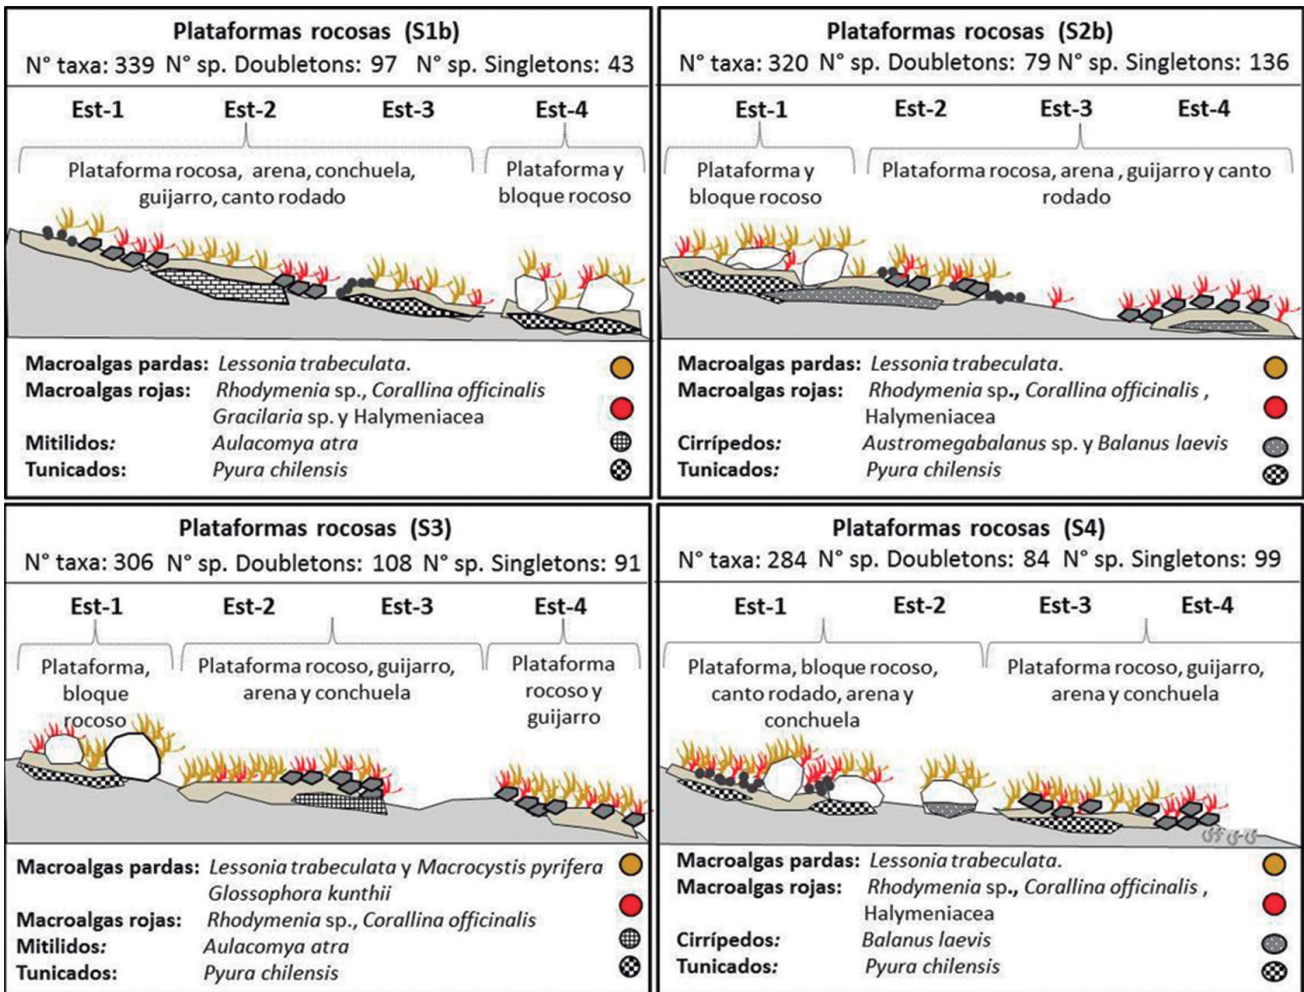 Plataformas rocosas (S1b)
N° taxa: 339 N° sp. Doubletons: 97 N° sp. Singletons: 43
Est-1 Est-2 Est-3 Est-4
Plataforma rocosa, arena, conchuela,
guijarro, canto rodado
Plataforma y
bloque rocoso
Macroalgas pardas: Lessonia trabeculata.
Macroalgas rojas: Rhodymenia sp., Corallina officinalis
Gracilaria sp. y Halymeniacea
Mitilidos: Aulacomya atra
Tunicados: Pyura chilensis
Plataformas rocosas (S2b)
N° taxa: 320 N° sp. Doubletons: 79 N° sp. Singletons: 136
Est-1 Est-2 Est-3 Est-4
Plataforma y
bloque rocoso
Plataforma rocosa, arena , guijarro y canto
rodado
Macroalgas pardas: Lessonia trabeculata.
Macroalgas rojas: Rhodymenia sp., Corallina officinalis ,
Halymeniacea
Cirrípedos: Austromegabalanus sp. y Balanus laevis
Tunicados: Pyura chilensis
Plataformas rocosas (S3)
N° taxa: 306 N° sp. Doubletons: 108 N° sp. Singletons: 91
Est-1 Est-2 Est-3 Est-4
Plataforma,
bloque
rocoso
Plataforma rocoso, guijarro,
arena y conchuela
Plataforma
rocoso y
guijarro
Macroalgas pardas: Lessonia trabeculata y Macrocystis pyrifera
Glossophora kunthii
Macroalgas rojas: Rhodymenia sp., Corallina officinalis
Mitilidos: Aulacomya atra
Tunicados: Pyura chilensis
Plataformas rocosas (S4)
N° taxa: 284 N° sp. Doubletons: 84 N° sp. Singletons: 99
Est-1 Est-2 Est-3 Est-4
Plataforma, bloque rocoso,
canto rodado, arena y
conchuela
Plataforma rocoso, guijarro,
arena y conchuela
Macroalgas pardas: Lessonia trabeculata.
Macroalgas rojas: Rhodymenia sp., Corallina officinalis ,
Halymeniacea
Cirrípedos: Balanus laevis
Tunicados: Pyura chilensis